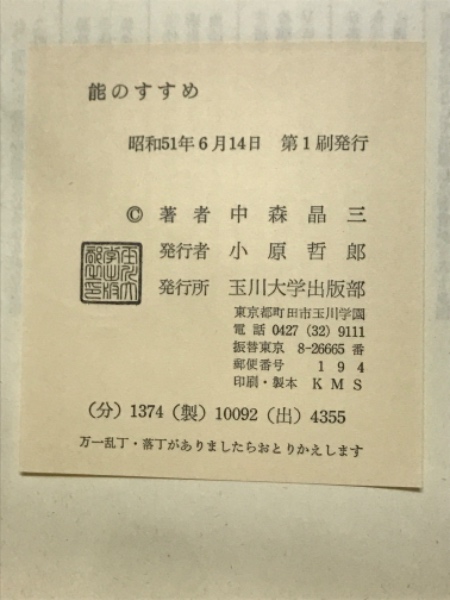 能のすすめ
昭和51年6月14日 第1刷発行
© 著者 中森晶三
発行者 小原哲郎
発行所 玉川大学出版部
東京都町田市玉川学園
電話 0427 (32) 9111
振替東京 8-26665 番
郵便番号 194
印刷・製本 KMS
(分) 1374 (製) 10092 (出) 4355
万一乱丁・落丁がありましたらおとりかえします